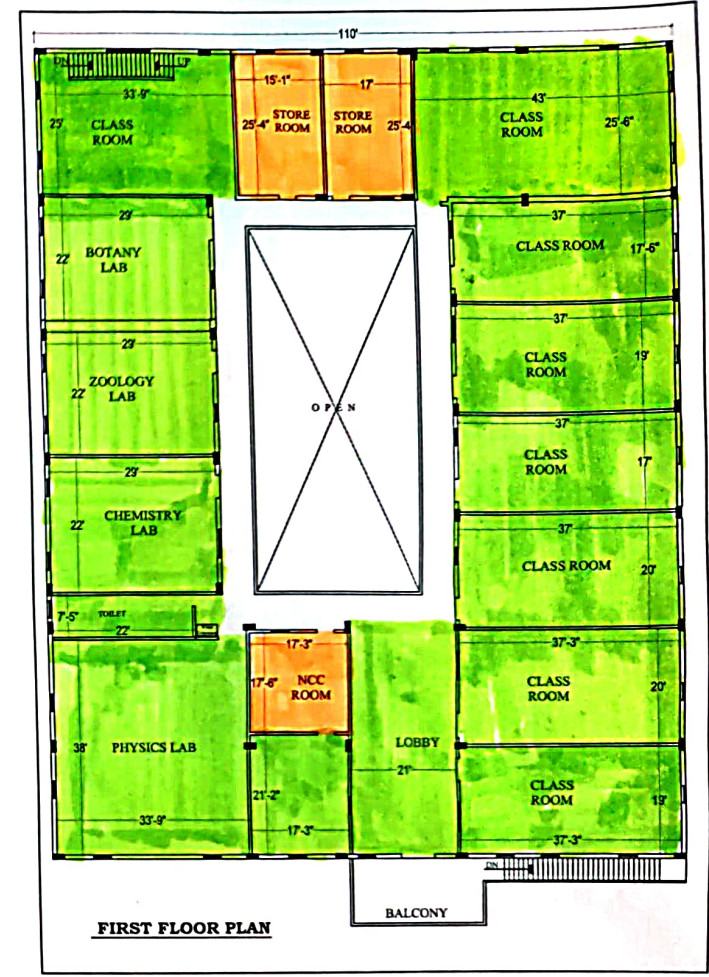 110'
DN
UP
33'-9"
25'
CLASS
ROOM
15'-1"
25'-4"
STORE
ROOM
17'
STORE
ROOM
25'-4
43'
CLASS
ROOM
25'-6"
29'
22'
BOTANY
LAB
37'
CLASS ROOM
17'-6"
29'
22'
ZOOLOGY
LAB
37'
CLASS
ROOM
19'
OPEN
37'
CLASS
ROOM
17'
29'
22'
CHEMISTRY
LAB
37'
CLASS ROOM
20'
7'-5"
TOILET
22'
17'-3"
17'-6"
NCC
ROOM
37'-3"
CLASS
ROOM
20'
38'
PHYSICS LAB
33'-9"
LOBBY
21'
21'-2"
17'-3"
CLASS
ROOM
19'
37'-3"
DN
BALCONY
FIRST FLOOR PLAN